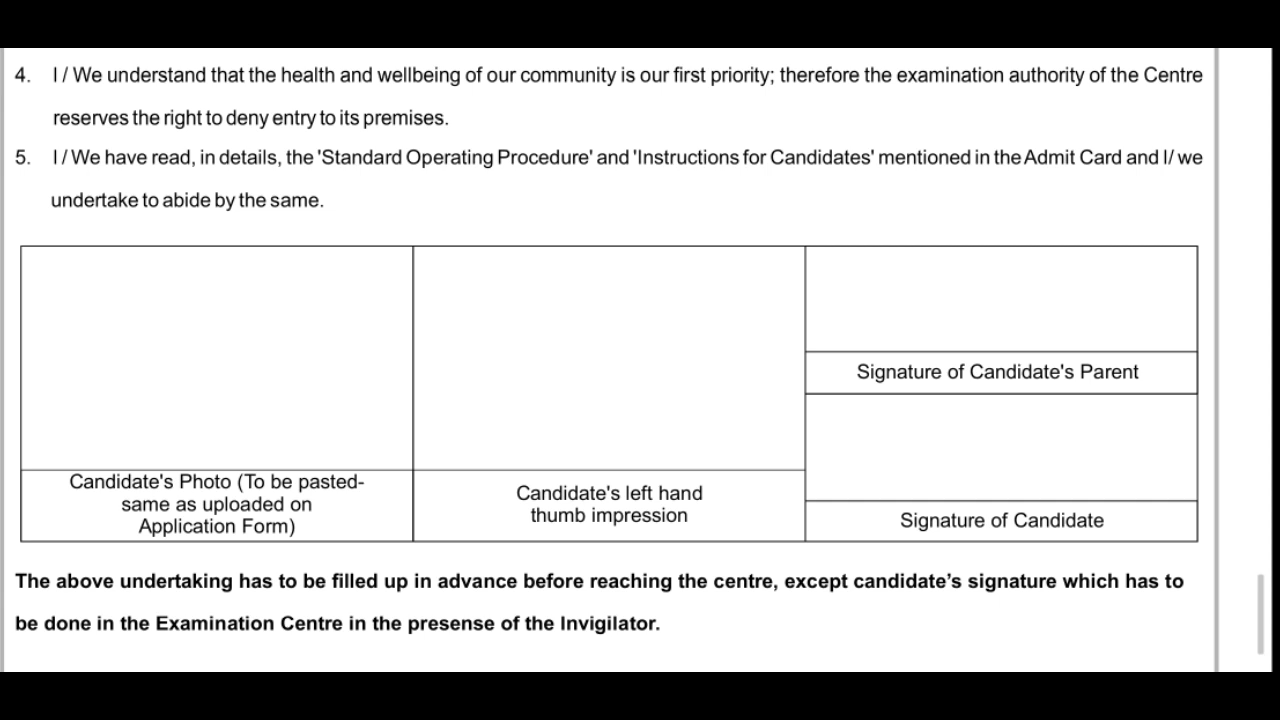 4. I / We understand that the health and wellbeing of our community is our first priority; therefore the examination authority of the Centre
reserves the right to deny entry to its premises.
5. I / We have read, in details, the 'Standard Operating Procedure' and 'Instructions for Candidates' mentioned in the Admit Card and I/ we
undertake to abide by the same.
Signature of Candidate's Parent
Candidate's Photo (To be pasted-
same as uploaded on
Application Form)
Candidate's left hand
thumb impression
Signature of Candidate
The above undertaking has to be filled up in advance before reaching the centre, except candidate’s signature which has to
be done in the Examination Centre in the presense of the Invigilator.